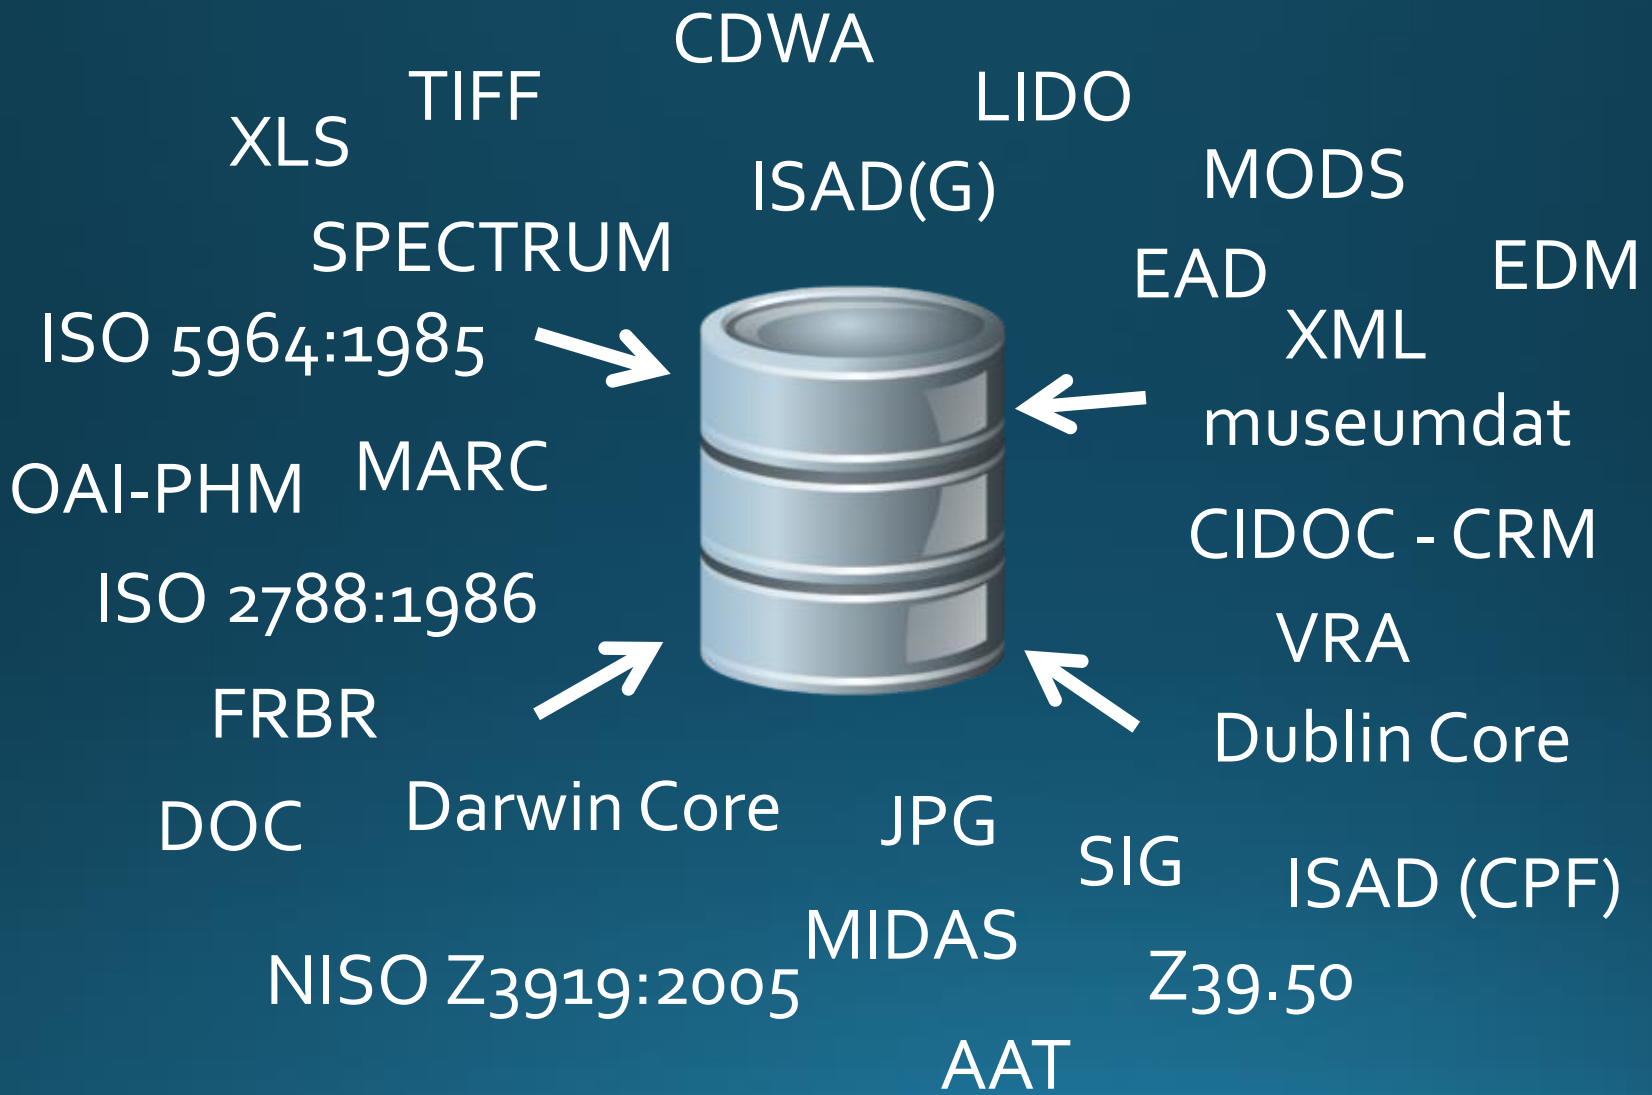 CDWA
TIFF
LIDO
XLS
ISAD(G)
MODS
SPECTRUM
EAD
EDM
ISO 5964:1985
XML
museumdat
OAI-PHM
MARC
CIDOC - CRM
ISO 2788:1986
VRA
FRBR
Dublin Core
DOC
Darwin Core
JPG
SIG
ISAD (CPF)
MIDAS
NISO Z3919:2005
Z39.50
AAT